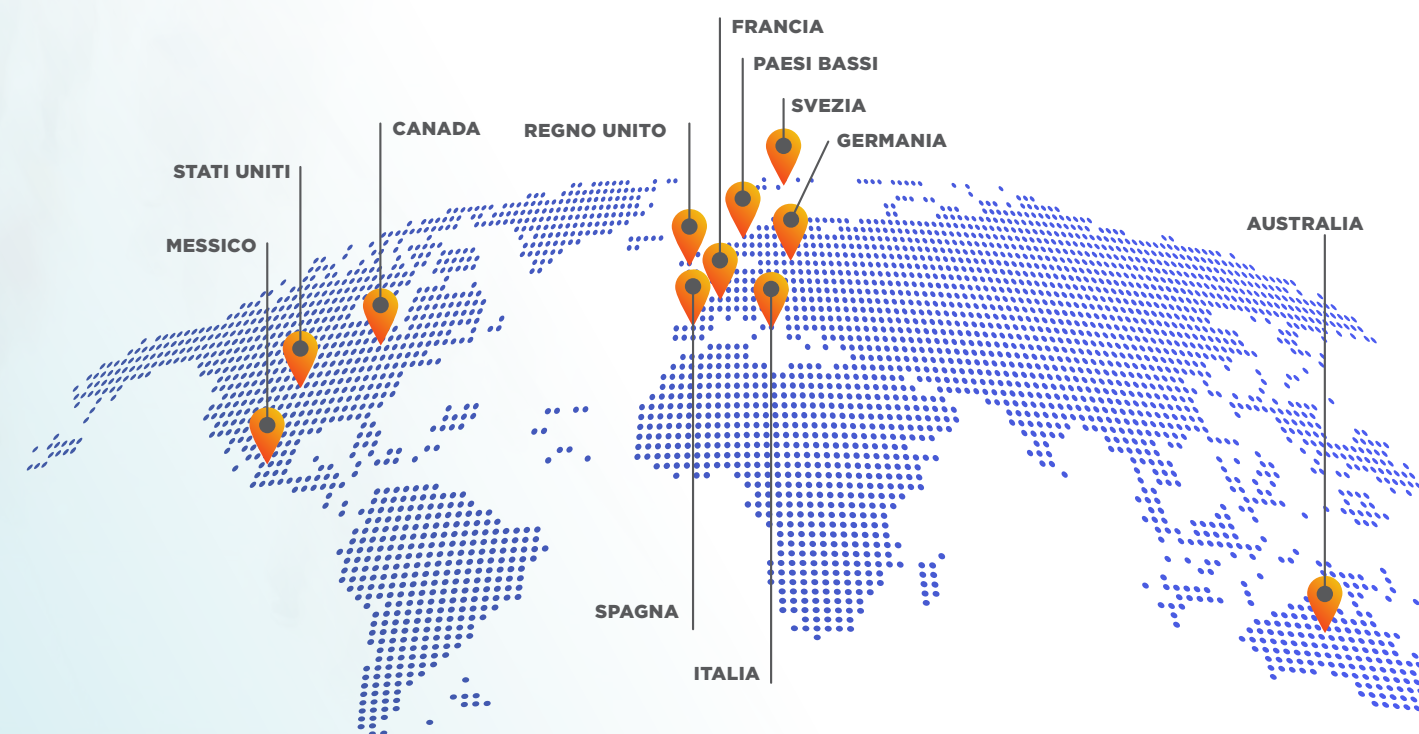 FRANCIA
PAESI BASSI
SVEZIA
CANADA
REGNO UNITO
GERMANIA
STATI UNITI
AUSTRALIA
MESSICO
SPAGNA
ITALIA